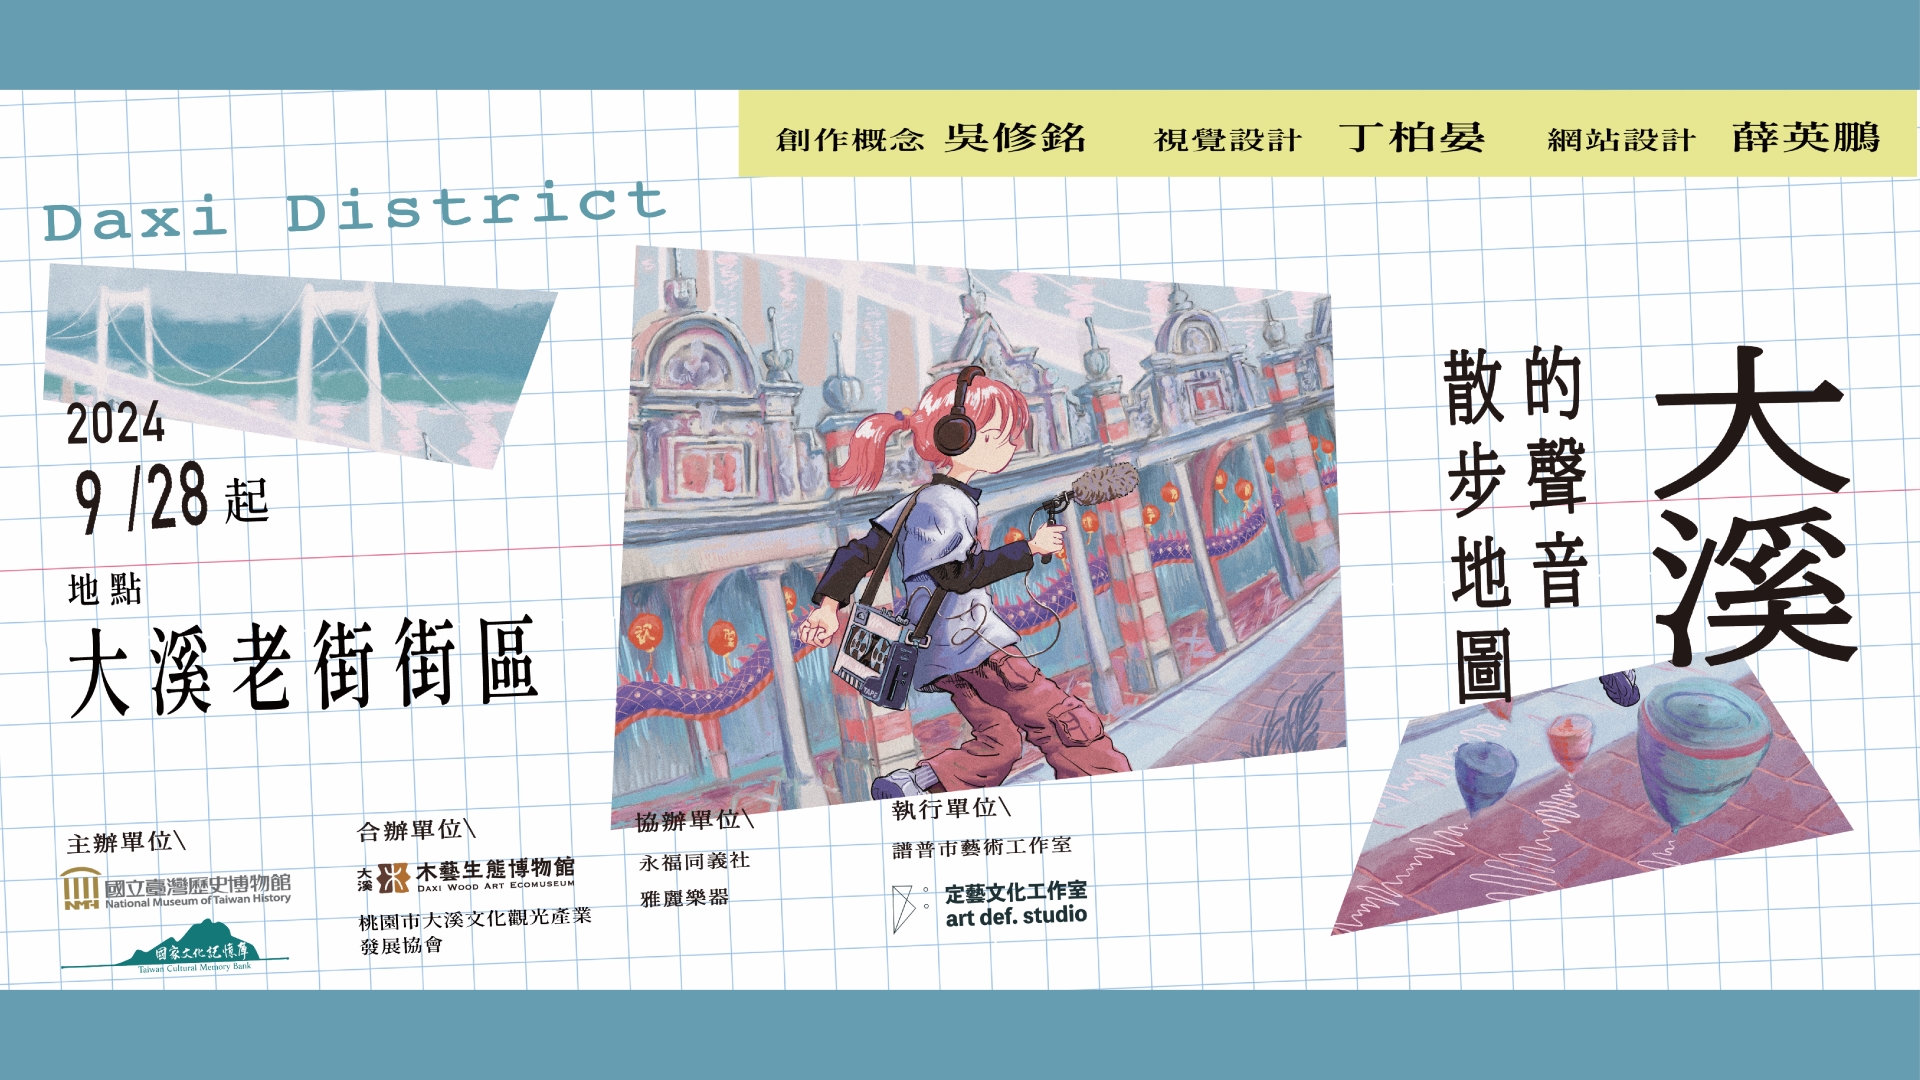 創作概念 吳修銘 視覺設計 丁柏晏 網站設計 薛英鵬
Daxi District
大溪
的聲音
散步地圖
2024
9/28起
地點
大溪老街街區
主辦單位\
國立臺灣歷史博物館
National Museum of Taiwan History
國家文化記憶庫
Taiwan Cultural Memory Bank
合辦單位\
大溪 木藝生態博物館
DAXI WOOD ART ECOMUSEUM
桃園市大溪文化觀光產業
發展協會
協辦單位\
永福同義社
雅麗樂器
執行單位\
譜普市藝術工作室
定藝文化工作室
art def. studio
TAPE